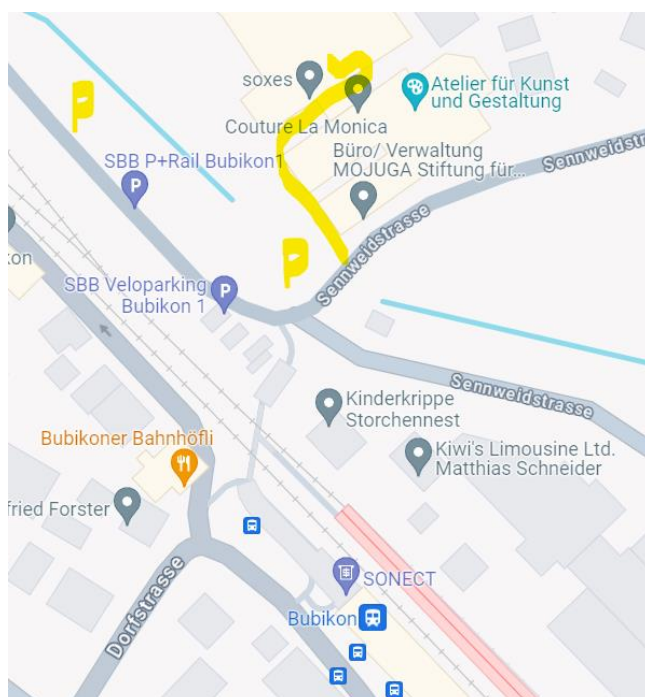 soxes
Atelier für Kunst
und Gestaltung
Couture La Monica
P
SBB P+Rail Bubikon1
P
Büro/ Verwaltung
MOJUGA Stiftung für...
Sennweidstr
Sennweidstrasse
kon
P
SBB Veloparking
Bubikon 1
P
Sennweidstrasse
Kinderkrippe
Storchennest
Bubikoner Bahnhöfli
Kiwi's Limousine Ltd.
Matthias Schneider
fried Forster
SONECT
Dorfstrasse
Bubikon